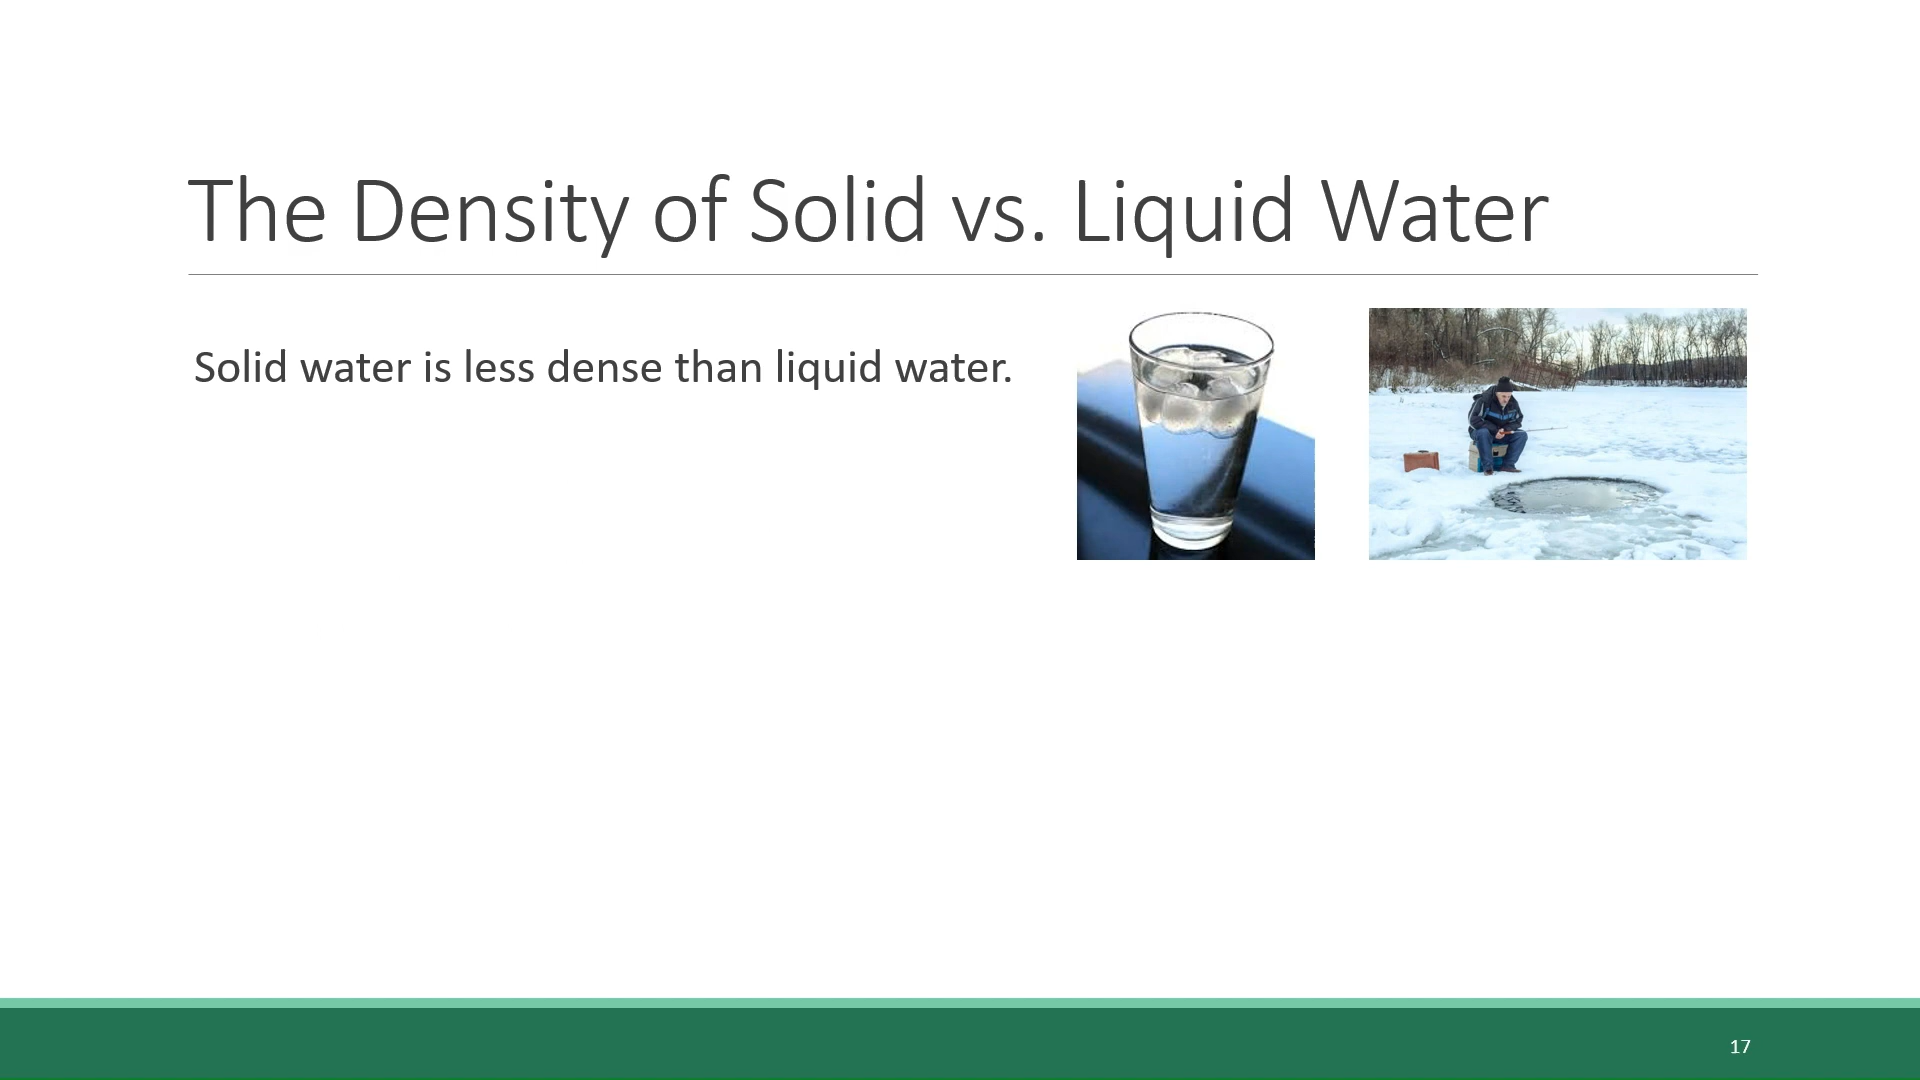 The Density of Solid vs. Liquid Water
Solid water is less dense than liquid water.
17